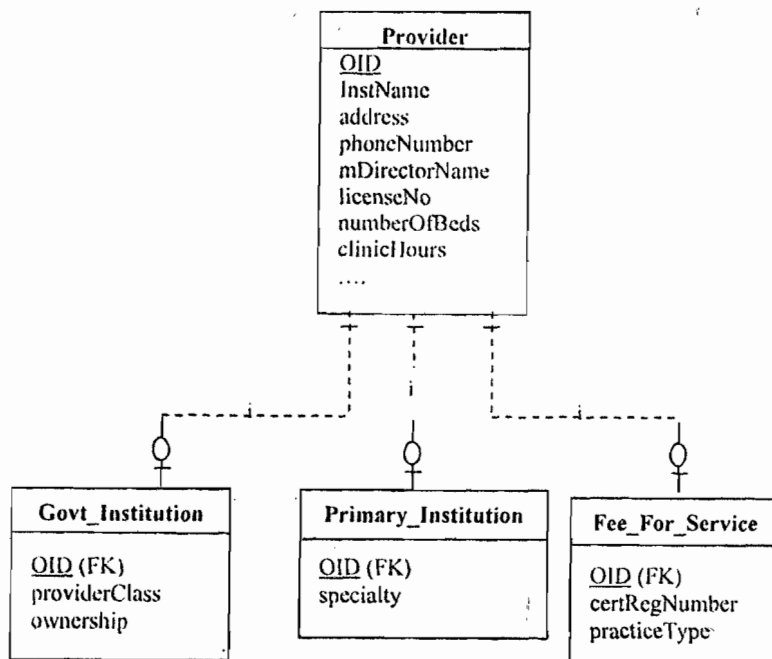 Provider
OID
InstName
address
phoneNumber
mDirectorName
licenseNo
numberOfBeds
clinicHours
....
i
i
i
Govt_Institution
OID (FK)
providerClass
ownership
Primary_Institution
OID (FK)
specialty
Fee_For_Service
OID (FK)
certRegNumber
practiceType